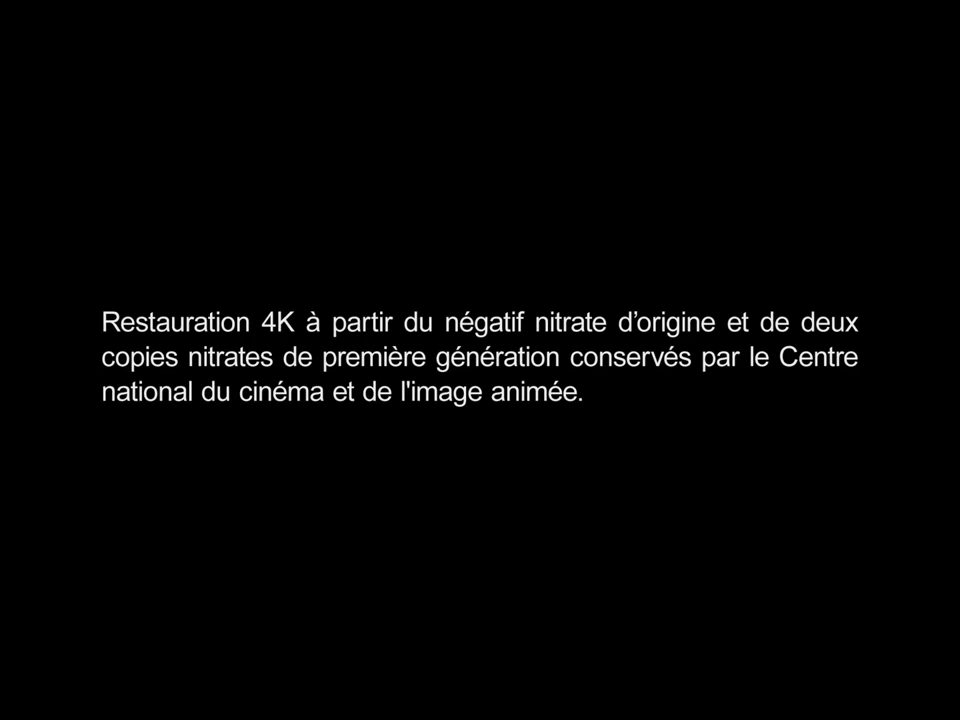 Restauration 4K à partir du négatif nitrate d’origine et de deux
copies nitrates de première génération conservés par le Centre
national du cinéma et de l'image animée.